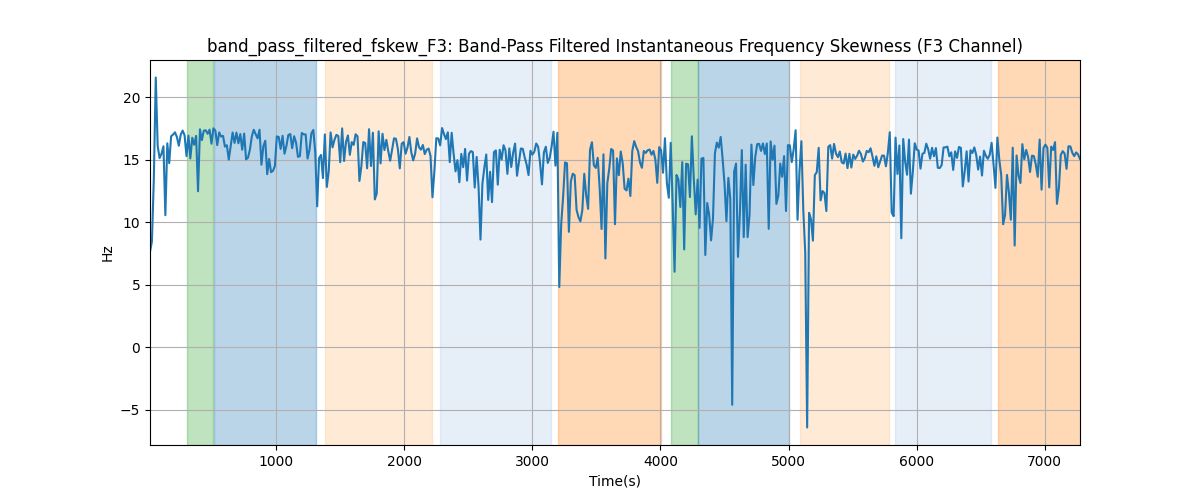 band_pass_filtered_fskew_F3: Band-Pass Filtered Instantaneous Frequency Skewness (F3 Channel)
20
15
10
5
0
−5
Hz
1000 2000 3000 4000 5000 6000 7000
Time(s)